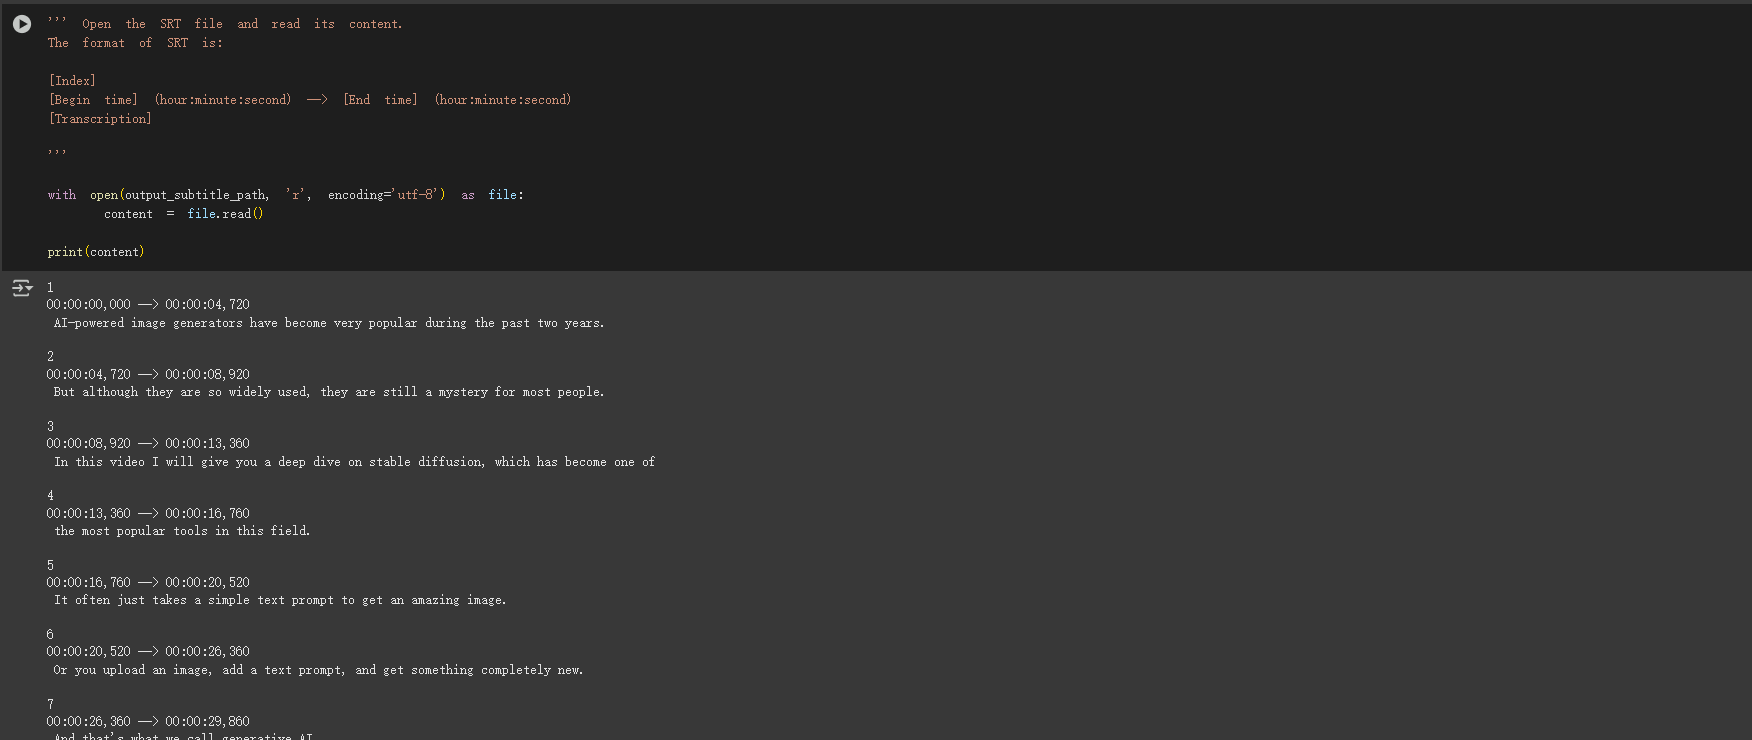 ''' Open the SRT file and read its content.
The format of SRT is:
[Index]
[Begin time] (hour:minute:second) --> [End time] (hour:minute:second)
[Transcription]
'''
with open(output_subtitle_path, 'r', encoding='utf-8') as file:
content = file.read()
print(content)
1
00:00:00,000 --> 00:00:04,720
AI-powered image generators have become very popular during the past two years.
2
00:00:04,720 --> 00:00:08,920
But although they are so widely used, they are still a mystery for most people.
3
00:00:08,920 --> 00:00:13,360
In this video I will give you a deep dive on stable diffusion, which has become one of
4
00:00:13,360 --> 00:00:16,760
the most popular tools in this field.
5
00:00:16,760 --> 00:00:20,520
It often just takes a simple text prompt to get an amazing image.
6
00:00:20,520 --> 00:00:26,360
Or you upload an image, add a text prompt, and get something completely new.
7
00:00:26,360 --> 00:00:29,860
And that's what we call generative AI